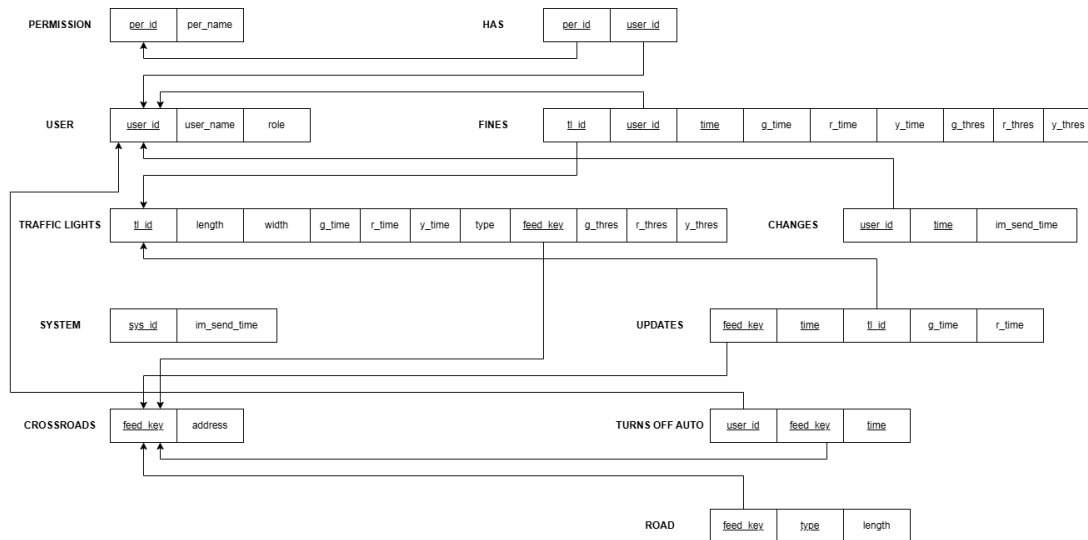 PERMISSION per_id per_name HAS per_id user_id
USER user_id user_name role FINES tl_id user_id time g_time r_time y_time g_thres r_thres y_thres
TRAFFIC LIGHTS tl_id length width g_time r_time y_time type feed_key g_thres r_thres y_thres CHANGES user_id time im_send_time
SYSTEM sys_id im_send_time UPDATES feed_key time tl_id g_time r_time
CROSSROADS feed_key address TURNS OFF AUTO user_id feed_key time
ROAD feed_key type length